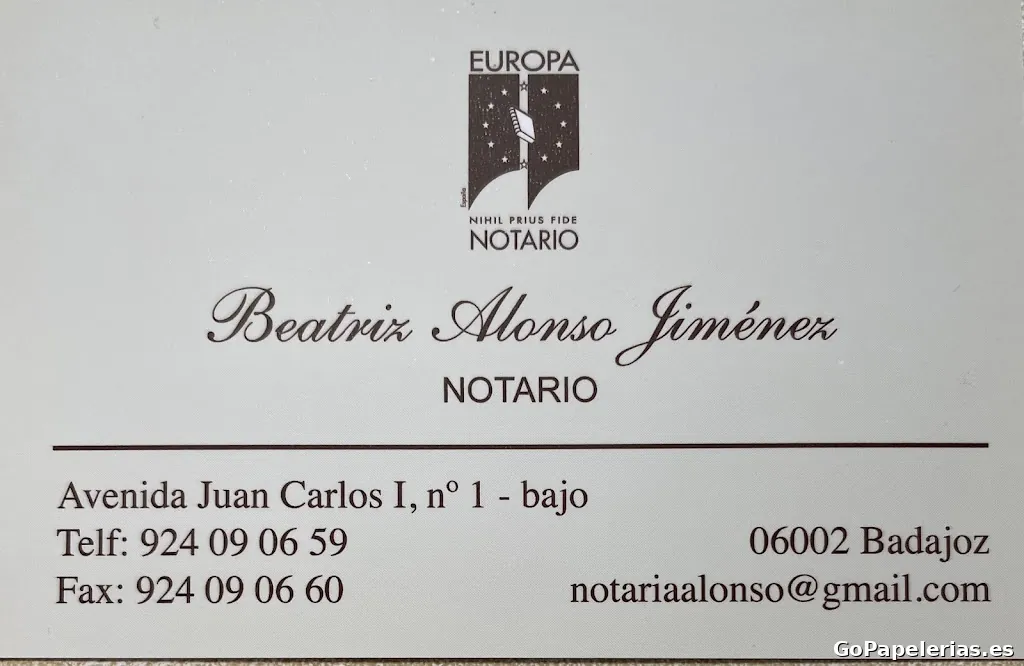 EUROPA
España
NIHIL PRIUS FIDE
NOTARIO
Beatriz Alonso Jiménez
NOTARIO
Avenida Juan Carlos I, nº 1 - bajo
Telf: 924 09 06 59
06002 Badajoz
Fax: 924 09 06 60
notariaalonso@gmail.com
GoPapelerias.es